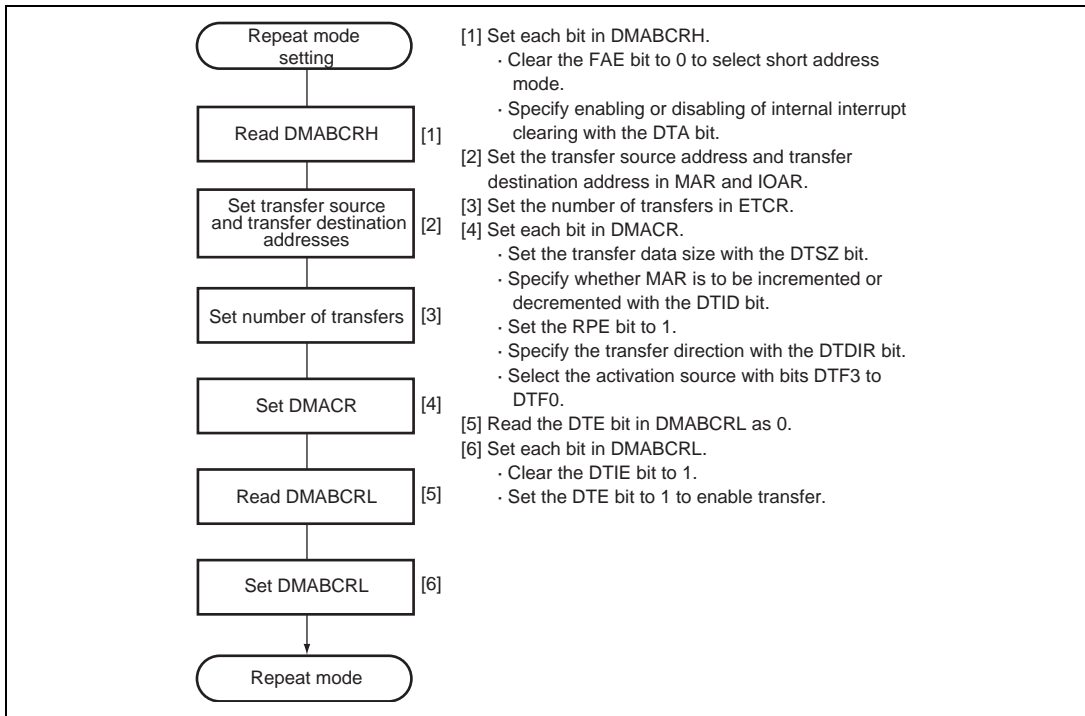 Repeat mode
setting
Read DMABCRH
[1]
Set transfer source
and transfer destination
addresses
[2]
Set number of transfers
[3]
Set DMACR
[4]
Read DMABCRL
[5]
Set DMABCRL
[6]
Repeat mode
[1] Set each bit in DMABCRH.
· Clear the FAE bit to 0 to select short address
mode.
· Specify enabling or disabling of internal interrupt
clearing with the DTA bit.
[2] Set the transfer source address and transfer
destination address in MAR and IOAR.
[3] Set the number of transfers in ETCR.
[4] Set each bit in DMACR.
· Set the transfer data size with the DTSZ bit.
· Specify whether MAR is to be incremented or
decremented with the DTID bit.
· Set the RPE bit to 1.
· Specify the transfer direction with the DTDIR bit.
· Select the activation source with bits DTF3 to
DTF0.
[5] Read the DTE bit in DMABCRL as 0.
[6] Set each bit in DMABCRL.
· Clear the DTIE bit to 1.
· Set the DTE bit to 1 to enable transfer.